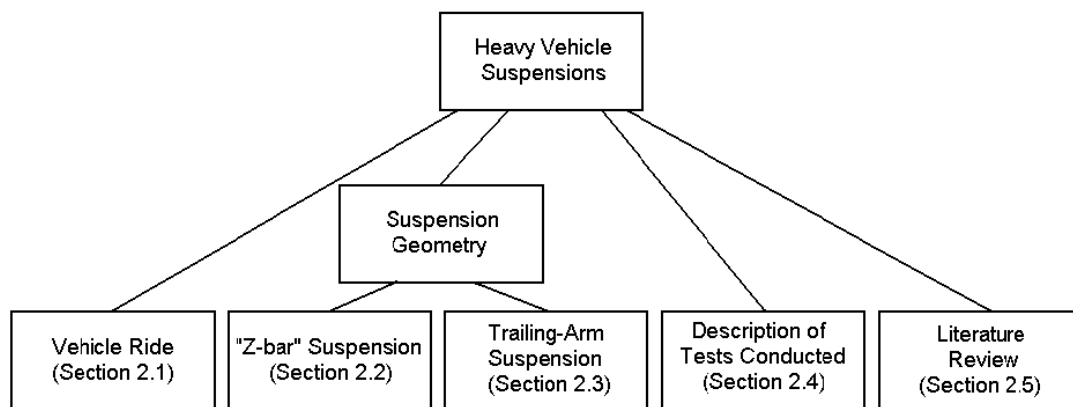 Heavy Vehicle
Suspensions
Suspension
Geometry
Vehicle Ride
(Section 2.1)
"Z-bar" Suspension
(Section 2.2)
Trailing-Arm
Suspension
(Section 2.3)
Description of
Tests Conducted
(Section 2.4)
Literature
Review
(Section 2.5)